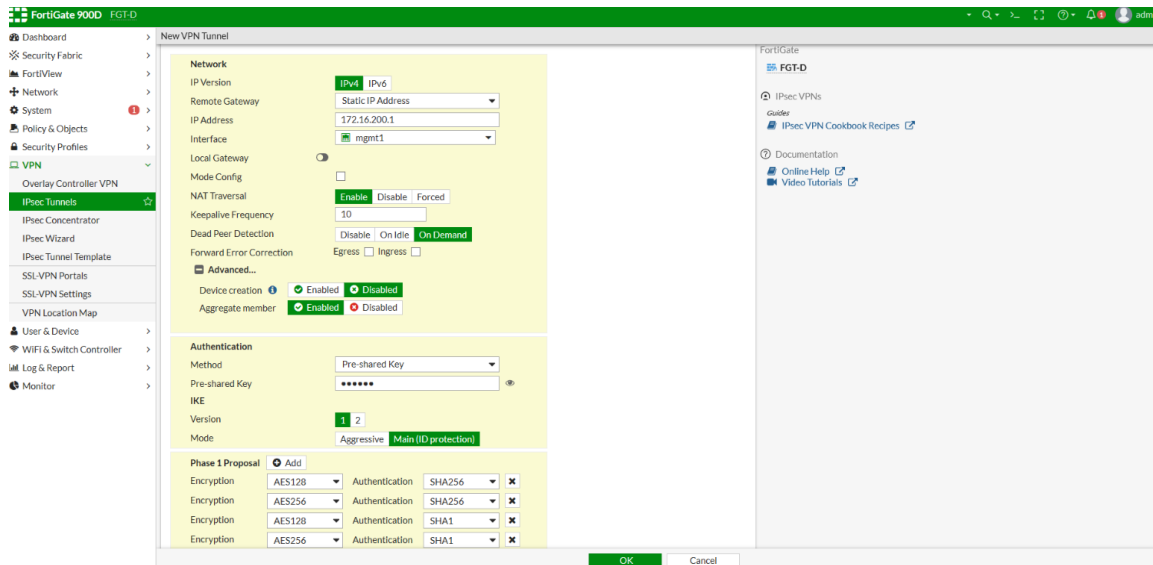 FortiGate 900D FGT-D
1
adm
Dashboard
Security Fabric
FortiView
Network
System 1
Policy & Objects
Security Profiles
VPN
Overlay Controller VPN
IPsec Tunnels
IPsec Concentrator
IPsec Wizard
IPsec Tunnel Template
SSL-VPN Portals
SSL-VPN Settings
VPN Location Map
User & Device
WiFi & Switch Controller
Log & Report
Monitor
New VPN Tunnel
Network
IP Version IPv4 IPv6
Remote Gateway Static IP Address
IP Address 172.16.200.1
Interface mgmt1
Local Gateway
Mode Config
NAT Traversal Enable Disable Forced
Keepalive Frequency 10
Dead Peer Detection Disable On Idle On Demand
Forward Error Correction Egress Ingress
Advanced...
Device creation Enabled Disabled
Aggregate member Enabled Disabled
Authentication
Method Pre-shared Key
Pre-shared Key ••••••
IKE
Version 1 2
Mode Aggressive Main (ID protection)
Phase 1 Proposal Add
Encryption AES128 Authentication SHA256
Encryption AES256 Authentication SHA256
Encryption AES128 Authentication SHA1
Encryption AES256 Authentication SHA1
OK Cancel
FortiGate
FGT-D
IPsec VPNs
Guides
IPsec VPN Cookbook Recipes
Documentation
Online Help
Video Tutorials